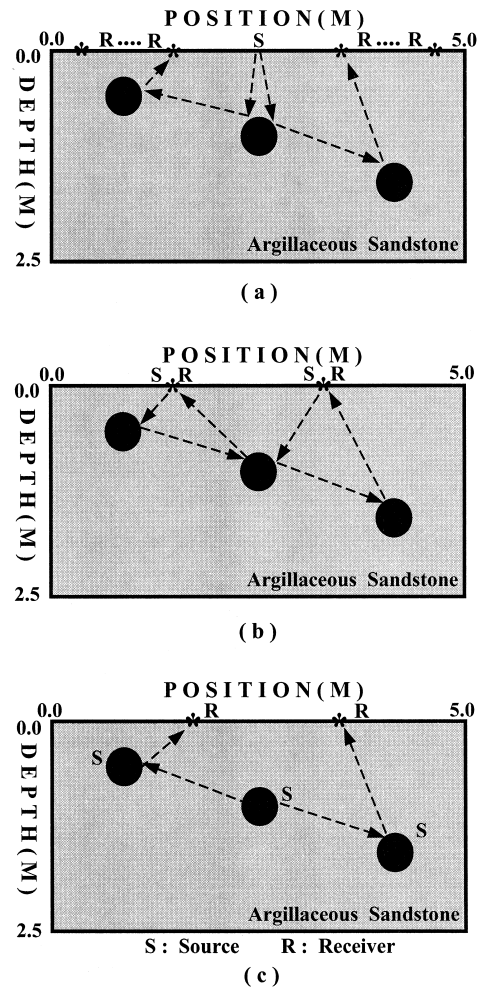 POSITION(M)
0.0 R.... R S R.... R 5.0
0.0
DEPTH(M)
2.5
Argillaceous Sandstone
(a)
POSITION(M)
0.0 S R S R 5.0
0.0
DEPTH(M)
2.5
Argillaceous Sandstone
(b)
POSITION(M)
0.0 R R 5.0
0.0
DEPTH(M)
S
S
S
2.5
Argillaceous Sandstone
S : Source R : Receiver
(c)